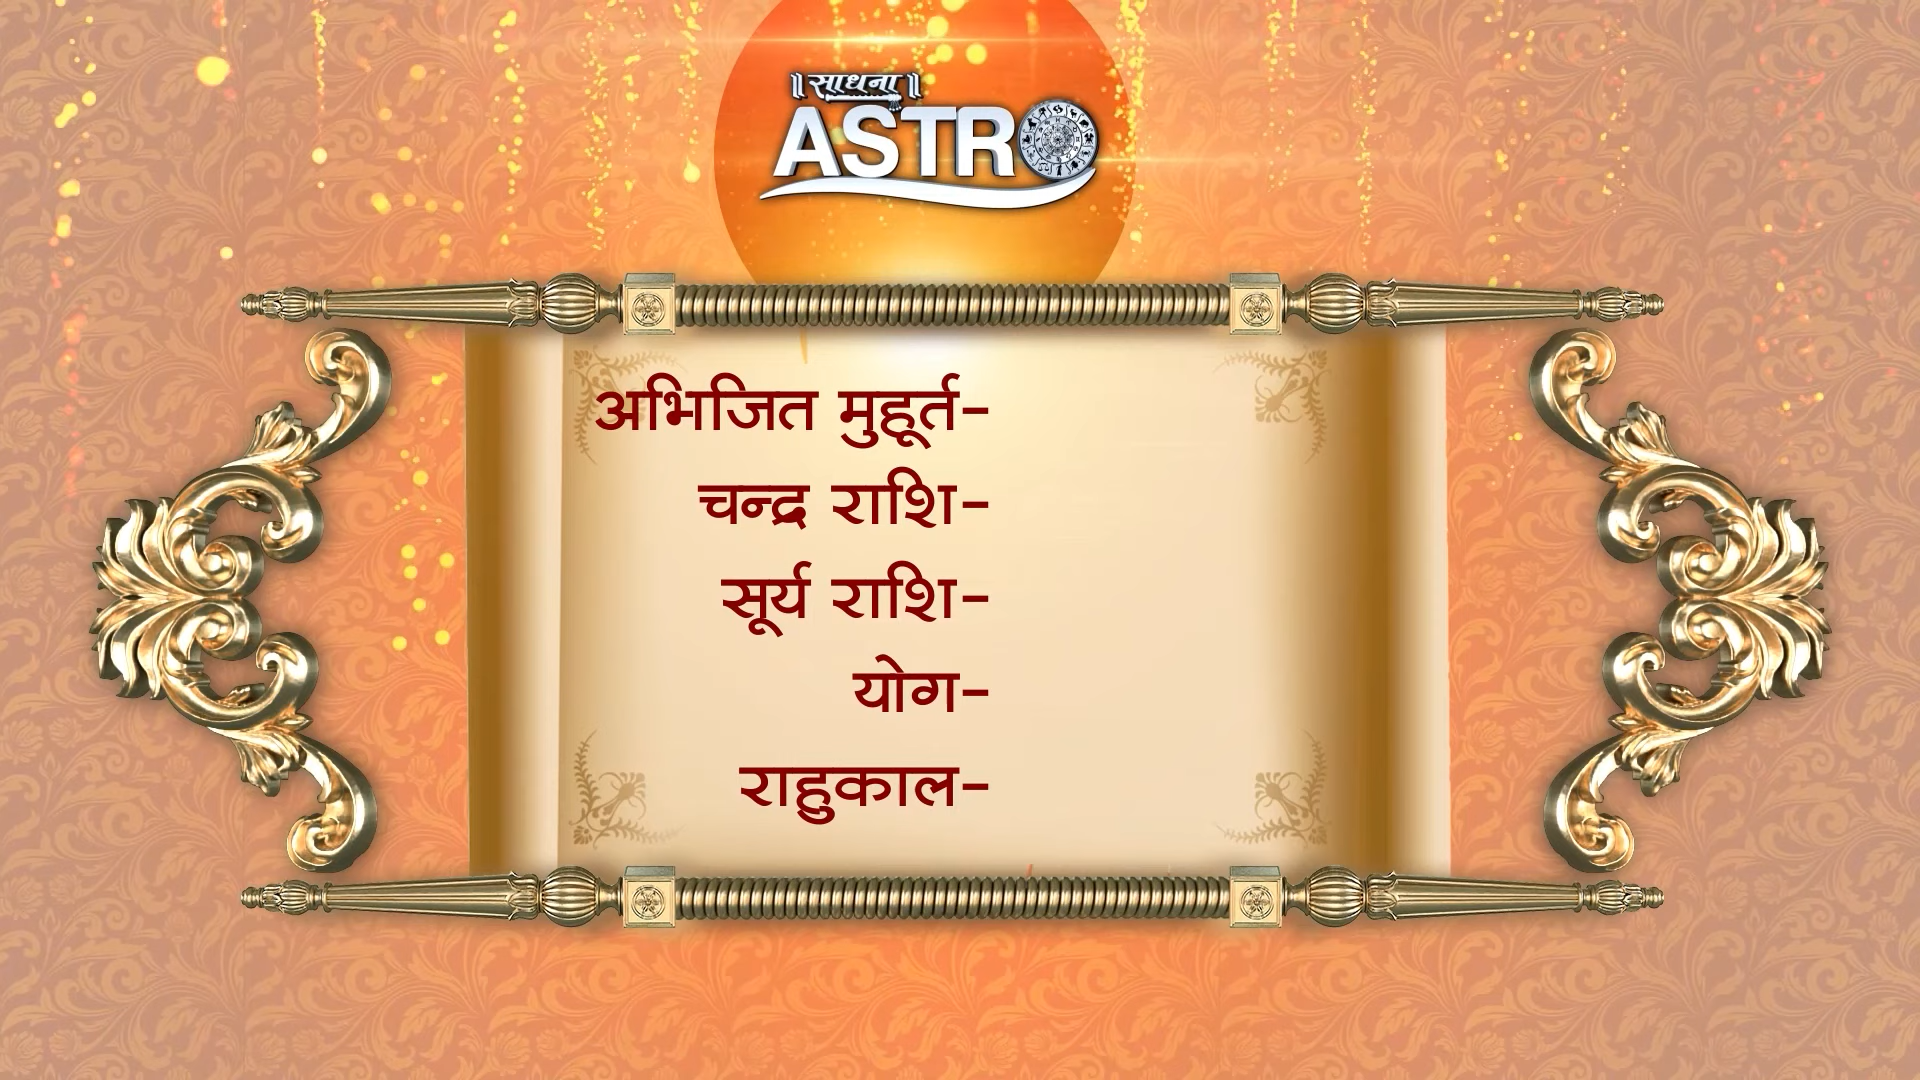 ॥ साधना ॥
ASTRO
अभिजित मुहूर्त-
चन्द्र राशि-
सूर्य राशि-
योग-
राहुकाल-